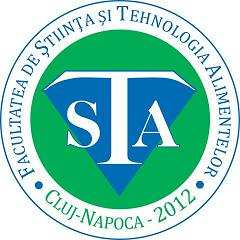 • FACULTATEA DE ŞTIINŢA ŞI TEHNOLOGIA ALIMENTELOR •
STA
CLUJ-NAPOCA - 2012